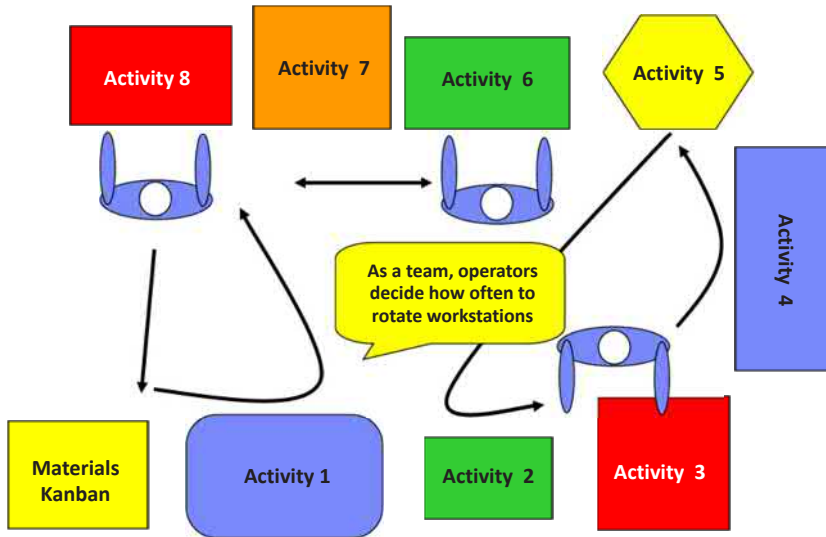 Activity 8
Activity 7
Activity 6
Activity 5
Activity 4
As a team, operators
decide how often to
rotate workstations
Materials
Kanban
Activity 1
Activity 2
Activity 3